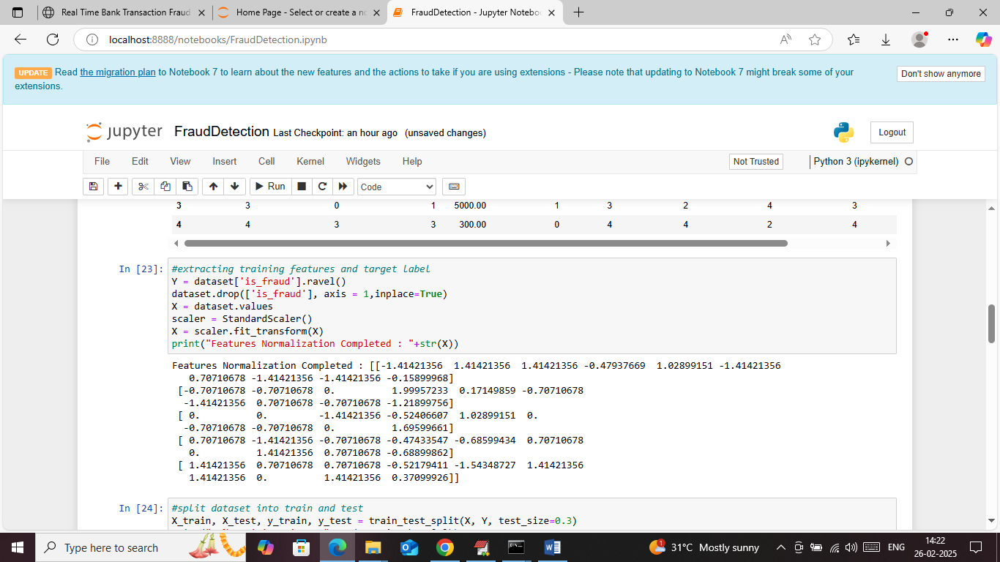 Real Time Bank Transaction Fraud
Home Page - Select or create a n
FraudDetection - Jupyter Noteboo
localhost:8888/notebooks/FraudDetection.ipynb
UPDATE Read the migration plan to Notebook 7 to learn about the new features and the actions to take if you are using extensions - Please note that updating to Notebook 7 might break some of your
extensions.
Don't show anymore
jupyter FraudDetection Last Checkpoint: an hour ago (unsaved changes)
Logout
File Edit View Insert Cell Kernel Widgets Help
Not Trusted
Python 3 (ipykernel)
Run
Code
3 3 0 1 5000.00 1 3 2 4 3
4 4 3 3 300.00 0 4 4 2 4
In [23]:
#extracting training features and target label
Y = dataset['is_fraud'].ravel()
dataset.drop(['is_fraud'], axis = 1,inplace=True)
X = dataset.values
scaler = StandardScaler()
X = scaler.fit_transform(X)
print("Features Normalization Completed : "+str(X))
Features Normalization Completed : [[-1.41421356  1.41421356  1.41421356 -0.47937669  1.02899151 -1.41421356
0.70710678 -1.41421356 -1.41421356 -0.15899968]
[-0.70710678 -0.70710678  0.          1.99957233  0.17149859 -0.70710678
-1.41421356  0.70710678 -0.70710678 -1.21899756]
[ 0.          0.         -1.41421356 -0.52406607  1.02899151  0.
-0.70710678 -0.70710678  0.          1.69599661]
[ 0.70710678 -1.41421356 -0.70710678 -0.47433547 -0.68599434  0.70710678
0.          1.41421356  0.70710678 -0.68899862]
[ 1.41421356  0.70710678  0.70710678 -0.52179411 -1.54348727  1.41421356
1.41421356  0.          1.41421356  0.37099926]]
In [24]:
#split dataset into train and test
X_train, X_test, y_train, y_test = train_test_split(X, Y, test_size=0.3)
Type here to search
1
31°C Mostly sunny
ENG
14:22
26-02-2025